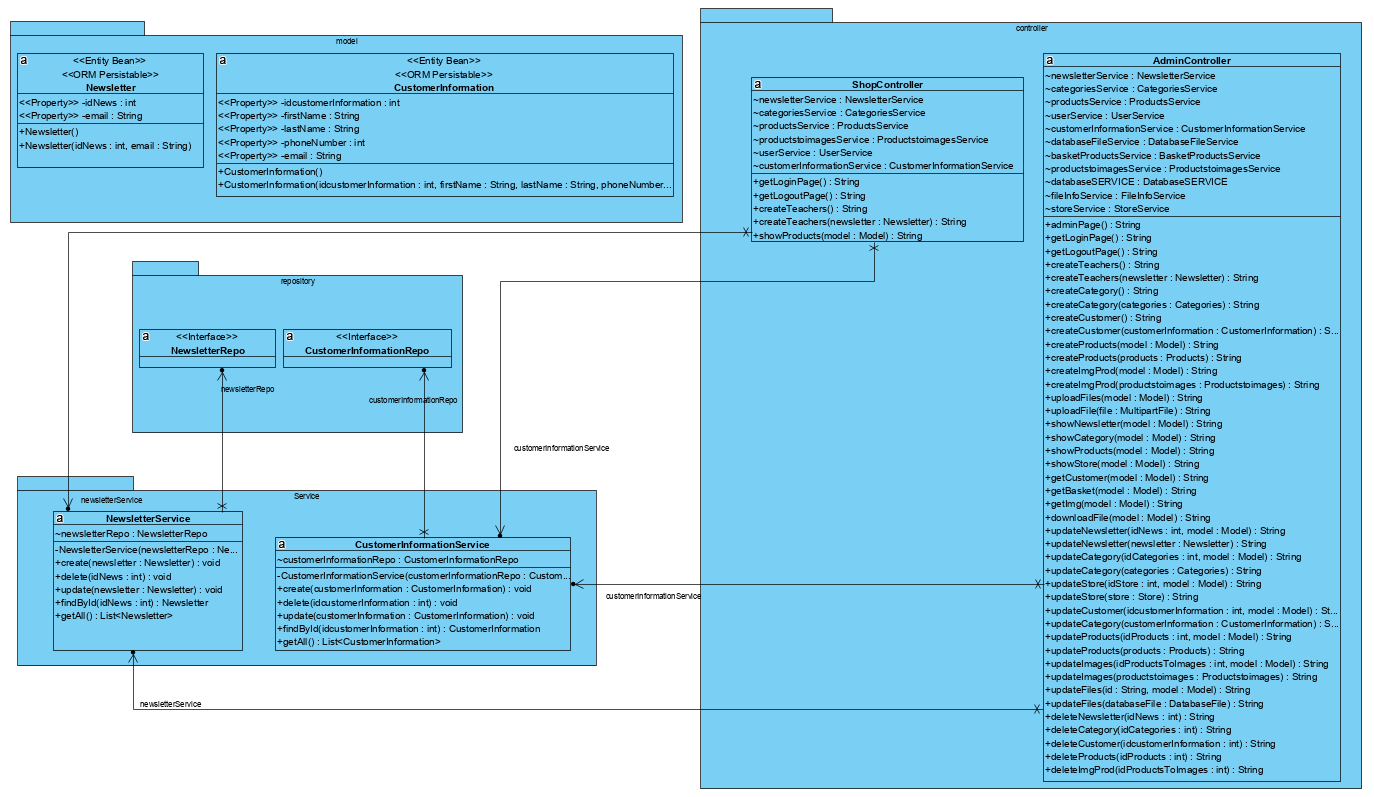 model
a
<<Entity Bean>>
<<ORM Persistable>>
Newsletter
<<Property>> -idNews : int
<<Property>> -email : String
+Newsletter()
+Newsletter(idNews : int, email : String)
a
<<Entity Bean>>
<<ORM Persistable>>
CustomerInformation
<<Property>> -idcustomerInformation : int
<<Property>> -firstName : String
<<Property>> -lastName : String
<<Property>> -phoneNumber : int
<<Property>> -email : String
+CustomerInformation()
+CustomerInformation(idcustomerInformation : int, firstName : String, lastName : String, phoneNumber...
repository
a
<<Interface>>
NewsletterRepo
a
<<Interface>>
CustomerInformationRepo
newsletterRepo
customerInformationRepo
customerInformationService
Service
newsletterService
a
NewsletterService
~newsletterRepo : NewsletterRepo
-NewsletterService(newsletterRepo : Ne...
+create(newsletter : Newsletter) : void
+delete(idNews : int) : void
+update(newsletter : Newsletter) : void
+findById(idNews : int) : Newsletter
+getAll() : List<Newsletter>
a
CustomerInformationService
~customerInformationRepo : CustomerInformationRepo
-CustomerInformationService(customerInformationRepo : Custom...
+create(customerInformation : CustomerInformation) : void
+delete(idcustomerInformation : int) : void
+update(customerInformation : CustomerInformation) : void
+findById(idcustomerInformation : int) : CustomerInformation
+getAll() : List<CustomerInformation>
customerInformationService
newsletterService
controller
a
ShopController
~newsletterService : NewsletterService
~categoriesService : CategoriesService
~productsService : ProductsService
~productstoimagesService : ProductstoimagesService
~userService : UserService
~customerInformationService : CustomerInformationService
+getLoginPage() : String
+getLogoutPage() : String
+createTeachers() : String
+createTeachers(newsletter : Newsletter) : String
+showProducts(model : Model) : String
a
AdminController
~newsletterService : NewsletterService
~categoriesService : CategoriesService
~productsService : ProductsService
~userService : UserService
~customerInformationService : CustomerInformationService
~databaseFileService : DatabaseFileService
~basketProductsService : BasketProductsService
~productstoimagesService : ProductstoimagesService
~databaseSERVICE : DatabaseSERVICE
~fileInfoService : FileInfoService
~storeService : StoreService
+adminPage() : String
+getLoginPage() : String
+getLogoutPage() : String
+createTeachers() : String
+createTeachers(newsletter : Newsletter) : String
+createCategory() : String
+createCategory(categories : Categories) : String
+createCustomer() : String
+createCustomer(customerInformation : CustomerInformation) : S...
+createProducts(model : Model) : String
+createProducts(products : Products) : String
+createImgProd(model : Model) : String
+createImgProd(productstoimages : Productstoimages) : String
+uploadFiles(model : Model) : String
+uploadFile(file : MultipartFile) : String
+showNewsletter(model : Model) : String
+showCategory(model : Model) : String
+showProducts(model : Model) : String
+showStore(model : Model) : String
+getCustomer(model : Model) : String
+getBasket(model : Model) : String
+getImg(model : Model) : String
+downloadFile(model : Model) : String
+updateNewsletter(idNews : int, model : Model) : String
+updateNewsletter(newsletter : Newsletter) : String
+updateCategory(idCategories : int, model : Model) : String
+updateCategory(categories : Categories) : String
+updateStore(idStore : int, model : Model) : String
+updateStore(store : Store) : String
+updateCustomer(idcustomerInformation : int, model : Model) : St...
+updateCategory(customerInformation : CustomerInformation) : S...
+updateProducts(idProducts : int, model : Model) : String
+updateProducts(products : Products) : String
+updateImages(idProductsToImages : int, model : Model) : String
+updateImages(productstoimages : Productstoimages) : String
+updateFiles(id : String, model : Model) : String
+updateFiles(databaseFile : DatabaseFile) : String
+deleteNewsletter(idNews : int) : String
+deleteCategory(idCategories : int) : String
+deleteCustomer(idcustomerInformation : int) : String
+deleteProducts(idProducts : int) : String
+deleteImgProd(idProductsToImages : int) : String